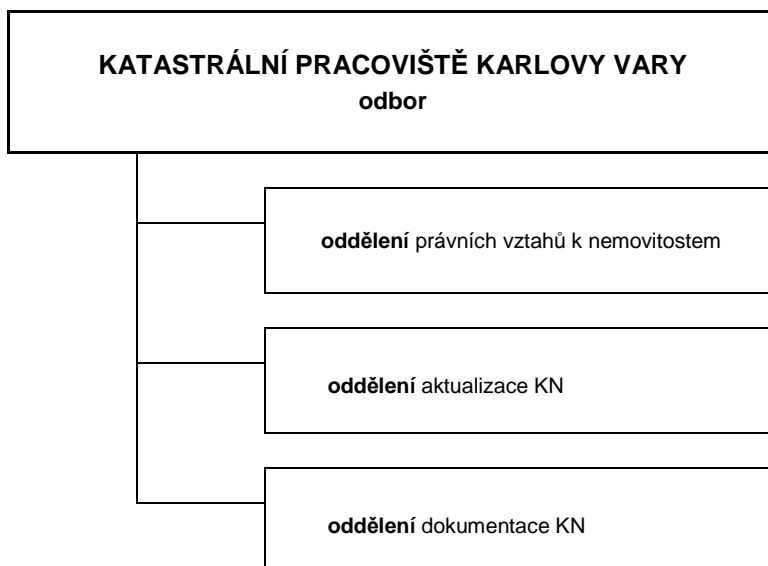 KATASTRÁLNÍ PRACOVIŠTĚ KARLOVY VARY
odbor
oddělení právních vztahů k nemovitostem
oddělení aktualizace KN
oddělení dokumentace KN